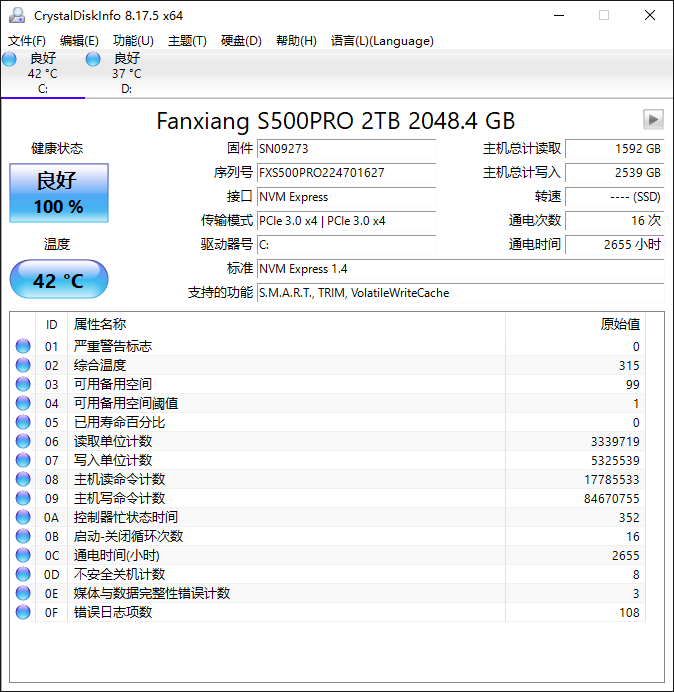 CrystalDiskInfo 8.17.5 x64
文件(F) 编辑(E) 功能(U) 主题(T) 硬盘(D) 帮助(H) 语言(L)(Language)
良好 良好
42 °C 37 °C
C: D:
Fanxiang S500PRO 2TB 2048.4 GB
健康状态
良好
100 %
温度
42 °C
固件 SN09273
序列号 FXS500PRO224701627
接口 NVM Express
传输模式 PCIe 3.0 x4 | PCIe 3.0 x4
驱动器号 C:
主机总计读取 1592 GB
主机总计写入 2539 GB
转速 ---- (SSD)
通电次数 16 次
通电时间 2655 小时
标准 NVM Express 1.4
支持的功能 S.M.A.R.T., TRIM, VolatileWriteCache
ID 属性名称 原始值
01 严重警告标志 0
02 综合温度 315
03 可用备用空间 99
04 可用备用空间阈值 1
05 已用寿命百分比 0
06 读取单位计数 3339719
07 写入单位计数 5325539
08 主机读命令计数 17785533
09 主机写命令计数 84670755
0A 控制器忙状态时间 352
0B 启动-关闭循环次数 16
0C 通电时间(小时) 2655
0D 不安全关机计数 8
0E 媒体与数据完整性错误计数 3
0F 错误日志项数 108